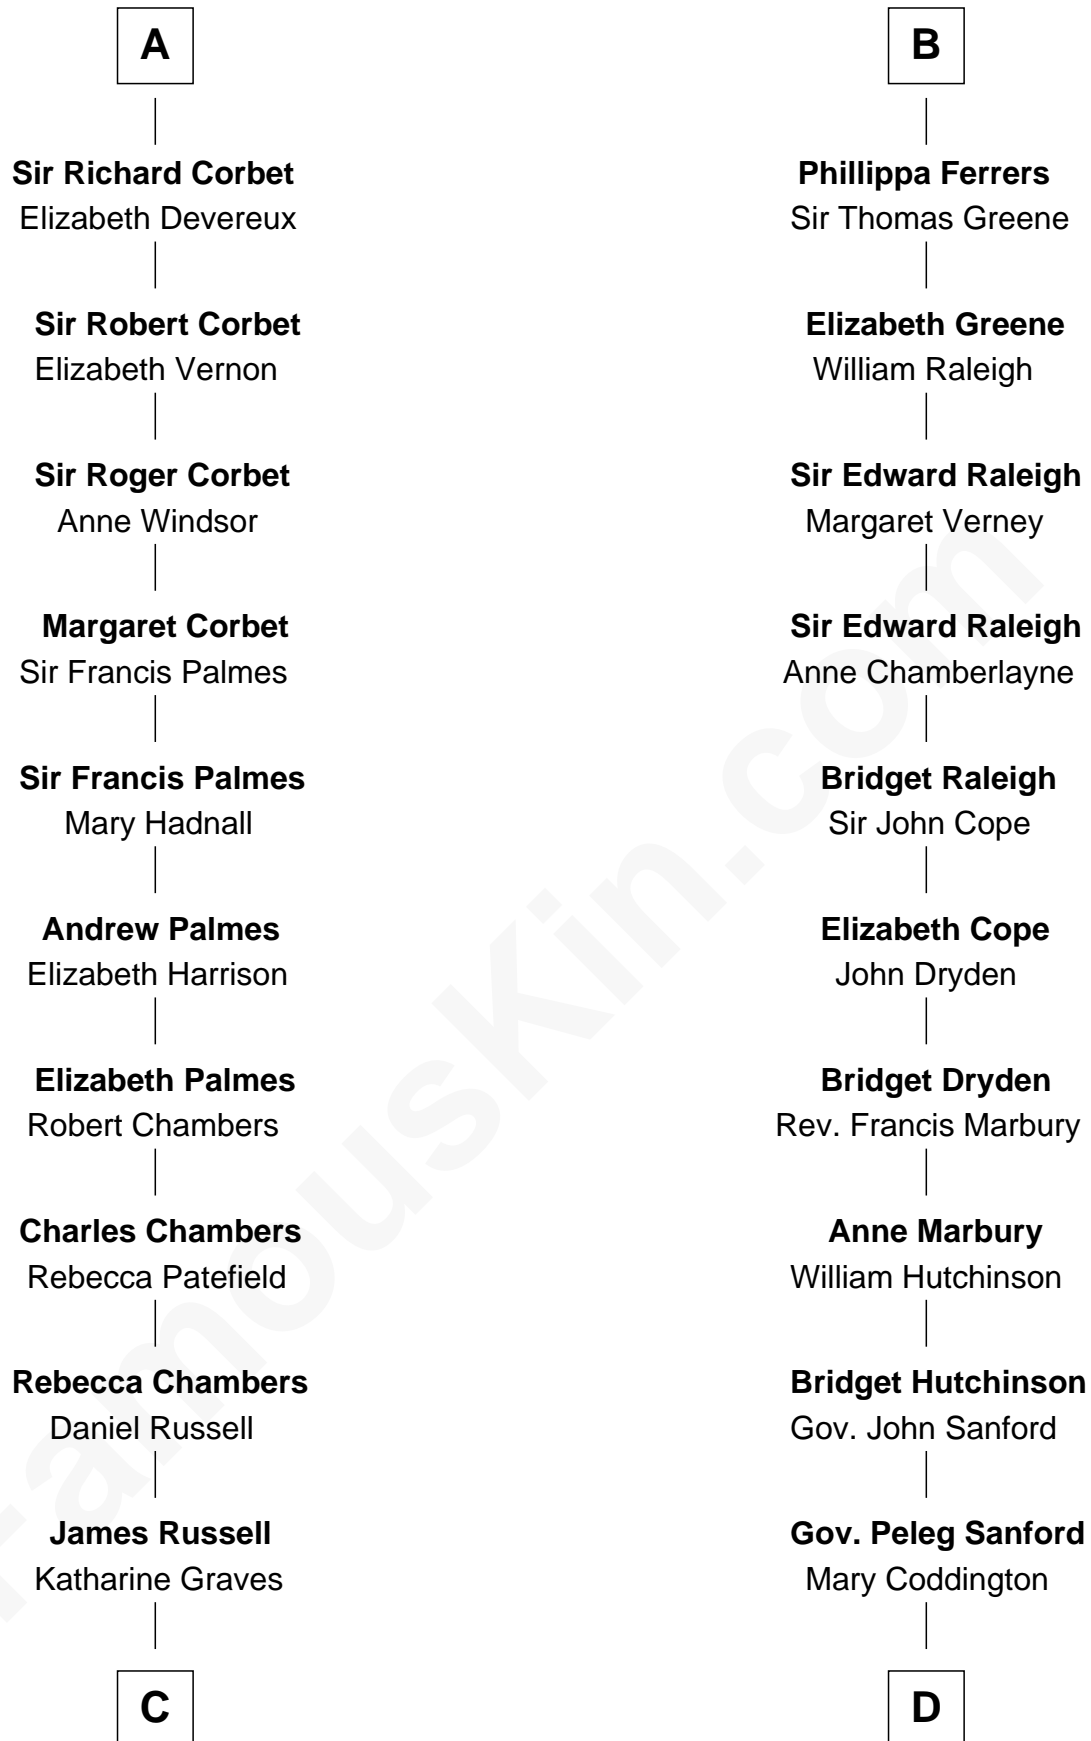 A
Sir Richard Corbet
Elizabeth Devereux
Sir Robert Corbet
Elizabeth Vernon
Sir Roger Corbet
Anne Windsor
Margaret Corbet
Sir Francis Palmes
Sir Francis Palmes
Mary Hadnall
Andrew Palmes
Elizabeth Harrison
Elizabeth Palmes
Robert Chambers
Charles Chambers
Rebecca Patefield
Rebecca Chambers
Daniel Russell
James Russell
Katharine Graves
C
B
Phillippa Ferrers
Sir Thomas Greene
Elizabeth Greene
William Raleigh
Sir Edward Raleigh
Margaret Verney
Sir Edward Raleigh
Anne Chamberlayne
Bridget Raleigh
Sir John Cope
Elizabeth Cope
John Dryden
Bridget Dryden
Rev. Francis Marbury
Anne Marbury
William Hutchinson
Bridget Hutchinson
Gov. John Sanford
Gov. Peleg Sanford
Mary Coddington
D
FamousKin.com